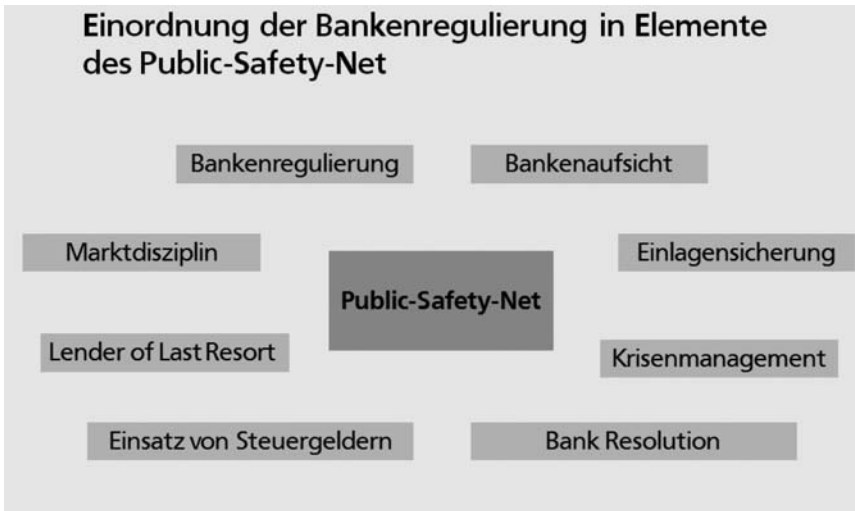 Einordnung der Bankenregulierung in Elemente
des Public-Safety-Net
Bankenregulierung
Bankenaufsicht
Marktdisziplin
Einlagensicherung
Public-Safety-Net
Lender of Last Resort
Krisenmanagement
Einsatz von Steuergeldern
Bank Resolution